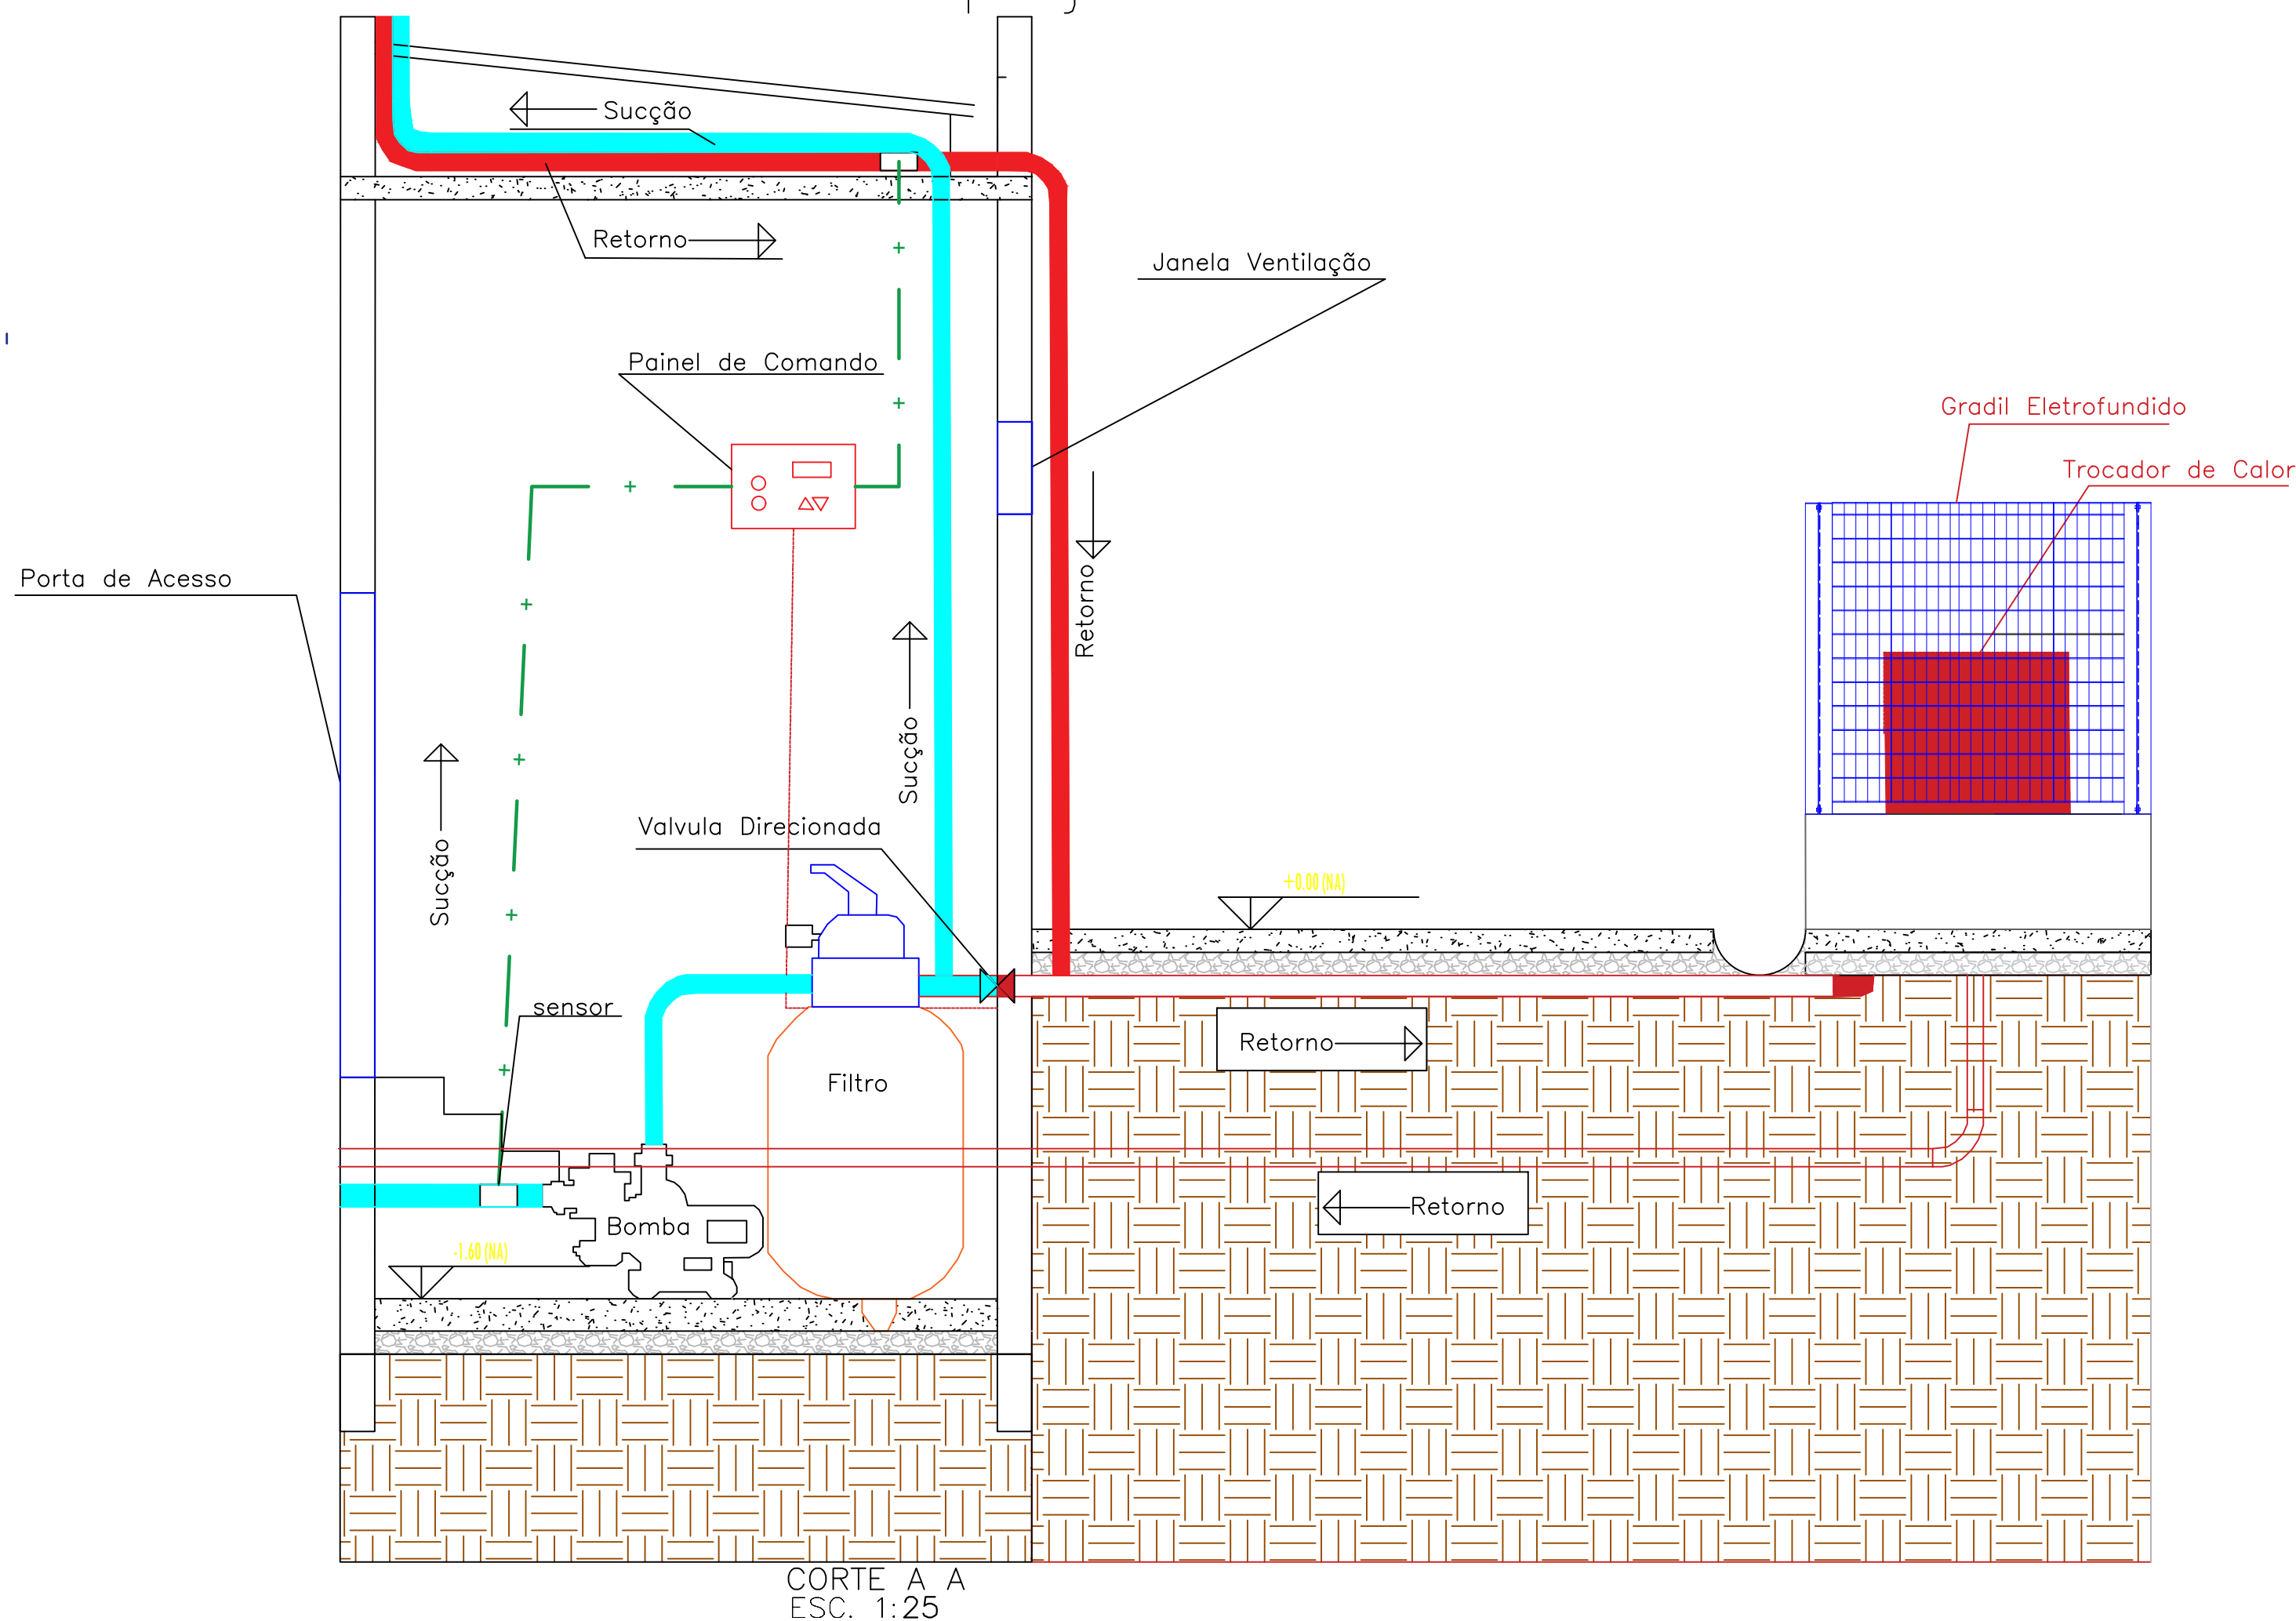 Sucção
Retorno
Janela Ventilação
Painel de Comando
Gradil Eletrofundido
Trocador de Calor
Porta de Acesso
Retorno
Sucção
Sucção
Valvula Direcionada
+0.00 (NA)
sensor
Retorno
Filtro
Retorno
Bomba
-1.60 (NA)
CORTE A A
ESC. 1:25